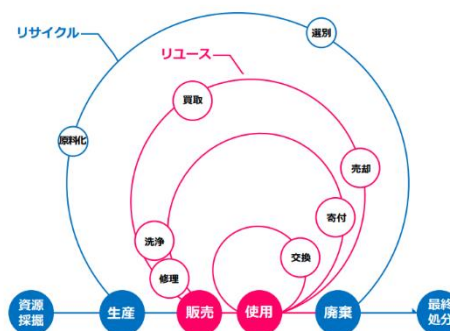 リサイクル
選別
リユース
買取
原料化
売却
寄付
洗浄
交換
修理
資源
採掘
生産
販売
使用
廃棄
最終
処分